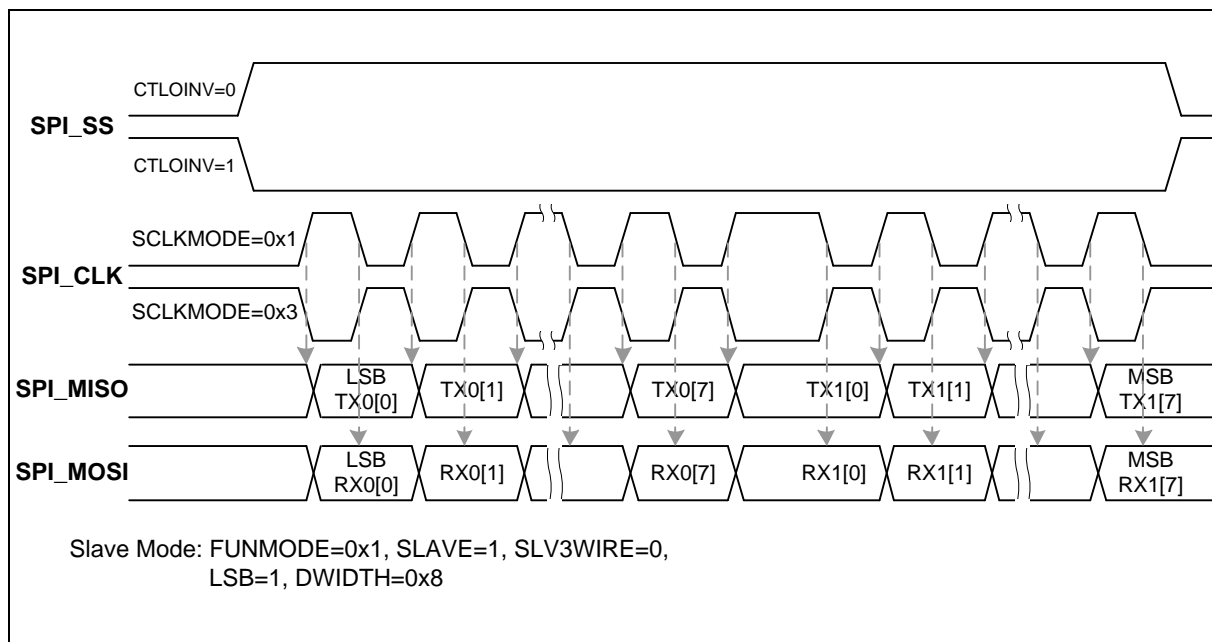 CTLOINV=0
SPI_SS
CTLOINV=1
SCLKMODE=0x1
SPI_CLK
SCLKMODE=0x3
SPI_MISO
LSB
TX0[0]
TX0[1]
TX0[7]
TX1[0]
TX1[1]
MSB
TX1[7]
SPI_MOSI
LSB
RX0[0]
RX0[1]
RX0[7]
RX1[0]
RX1[1]
MSB
RX1[7]
Slave Mode: FUNMODE=0x1, SLAVE=1, SLV3WIRE=0,
LSB=1, DWIDTH=0x8